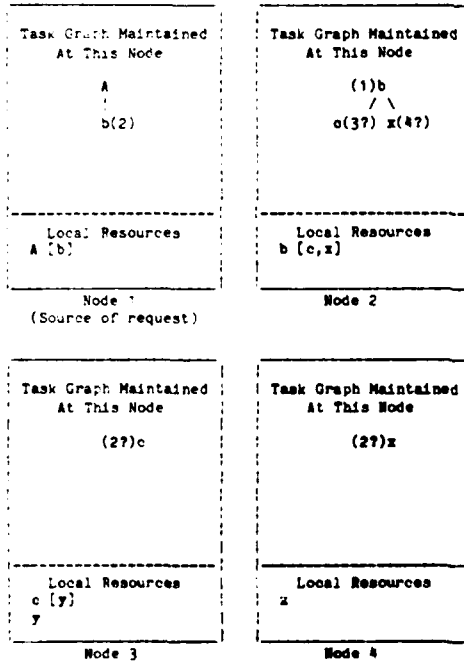 Task Graph Maintained
At This Node
A
b(2)
Local Resources
A [b]
Node 1
(Source of request)
Task Graph Maintained
At This Node
(1)b
/ \
c(3?) x(4?)
Local Resources
b [c,x]
Node 2
Task Graph Maintained
At This Node
(2?)c
Local Resources
c [y]
y
Node 3
Task Graph Maintained
At This Node
(2?)x
Local Resources
x
Node 4